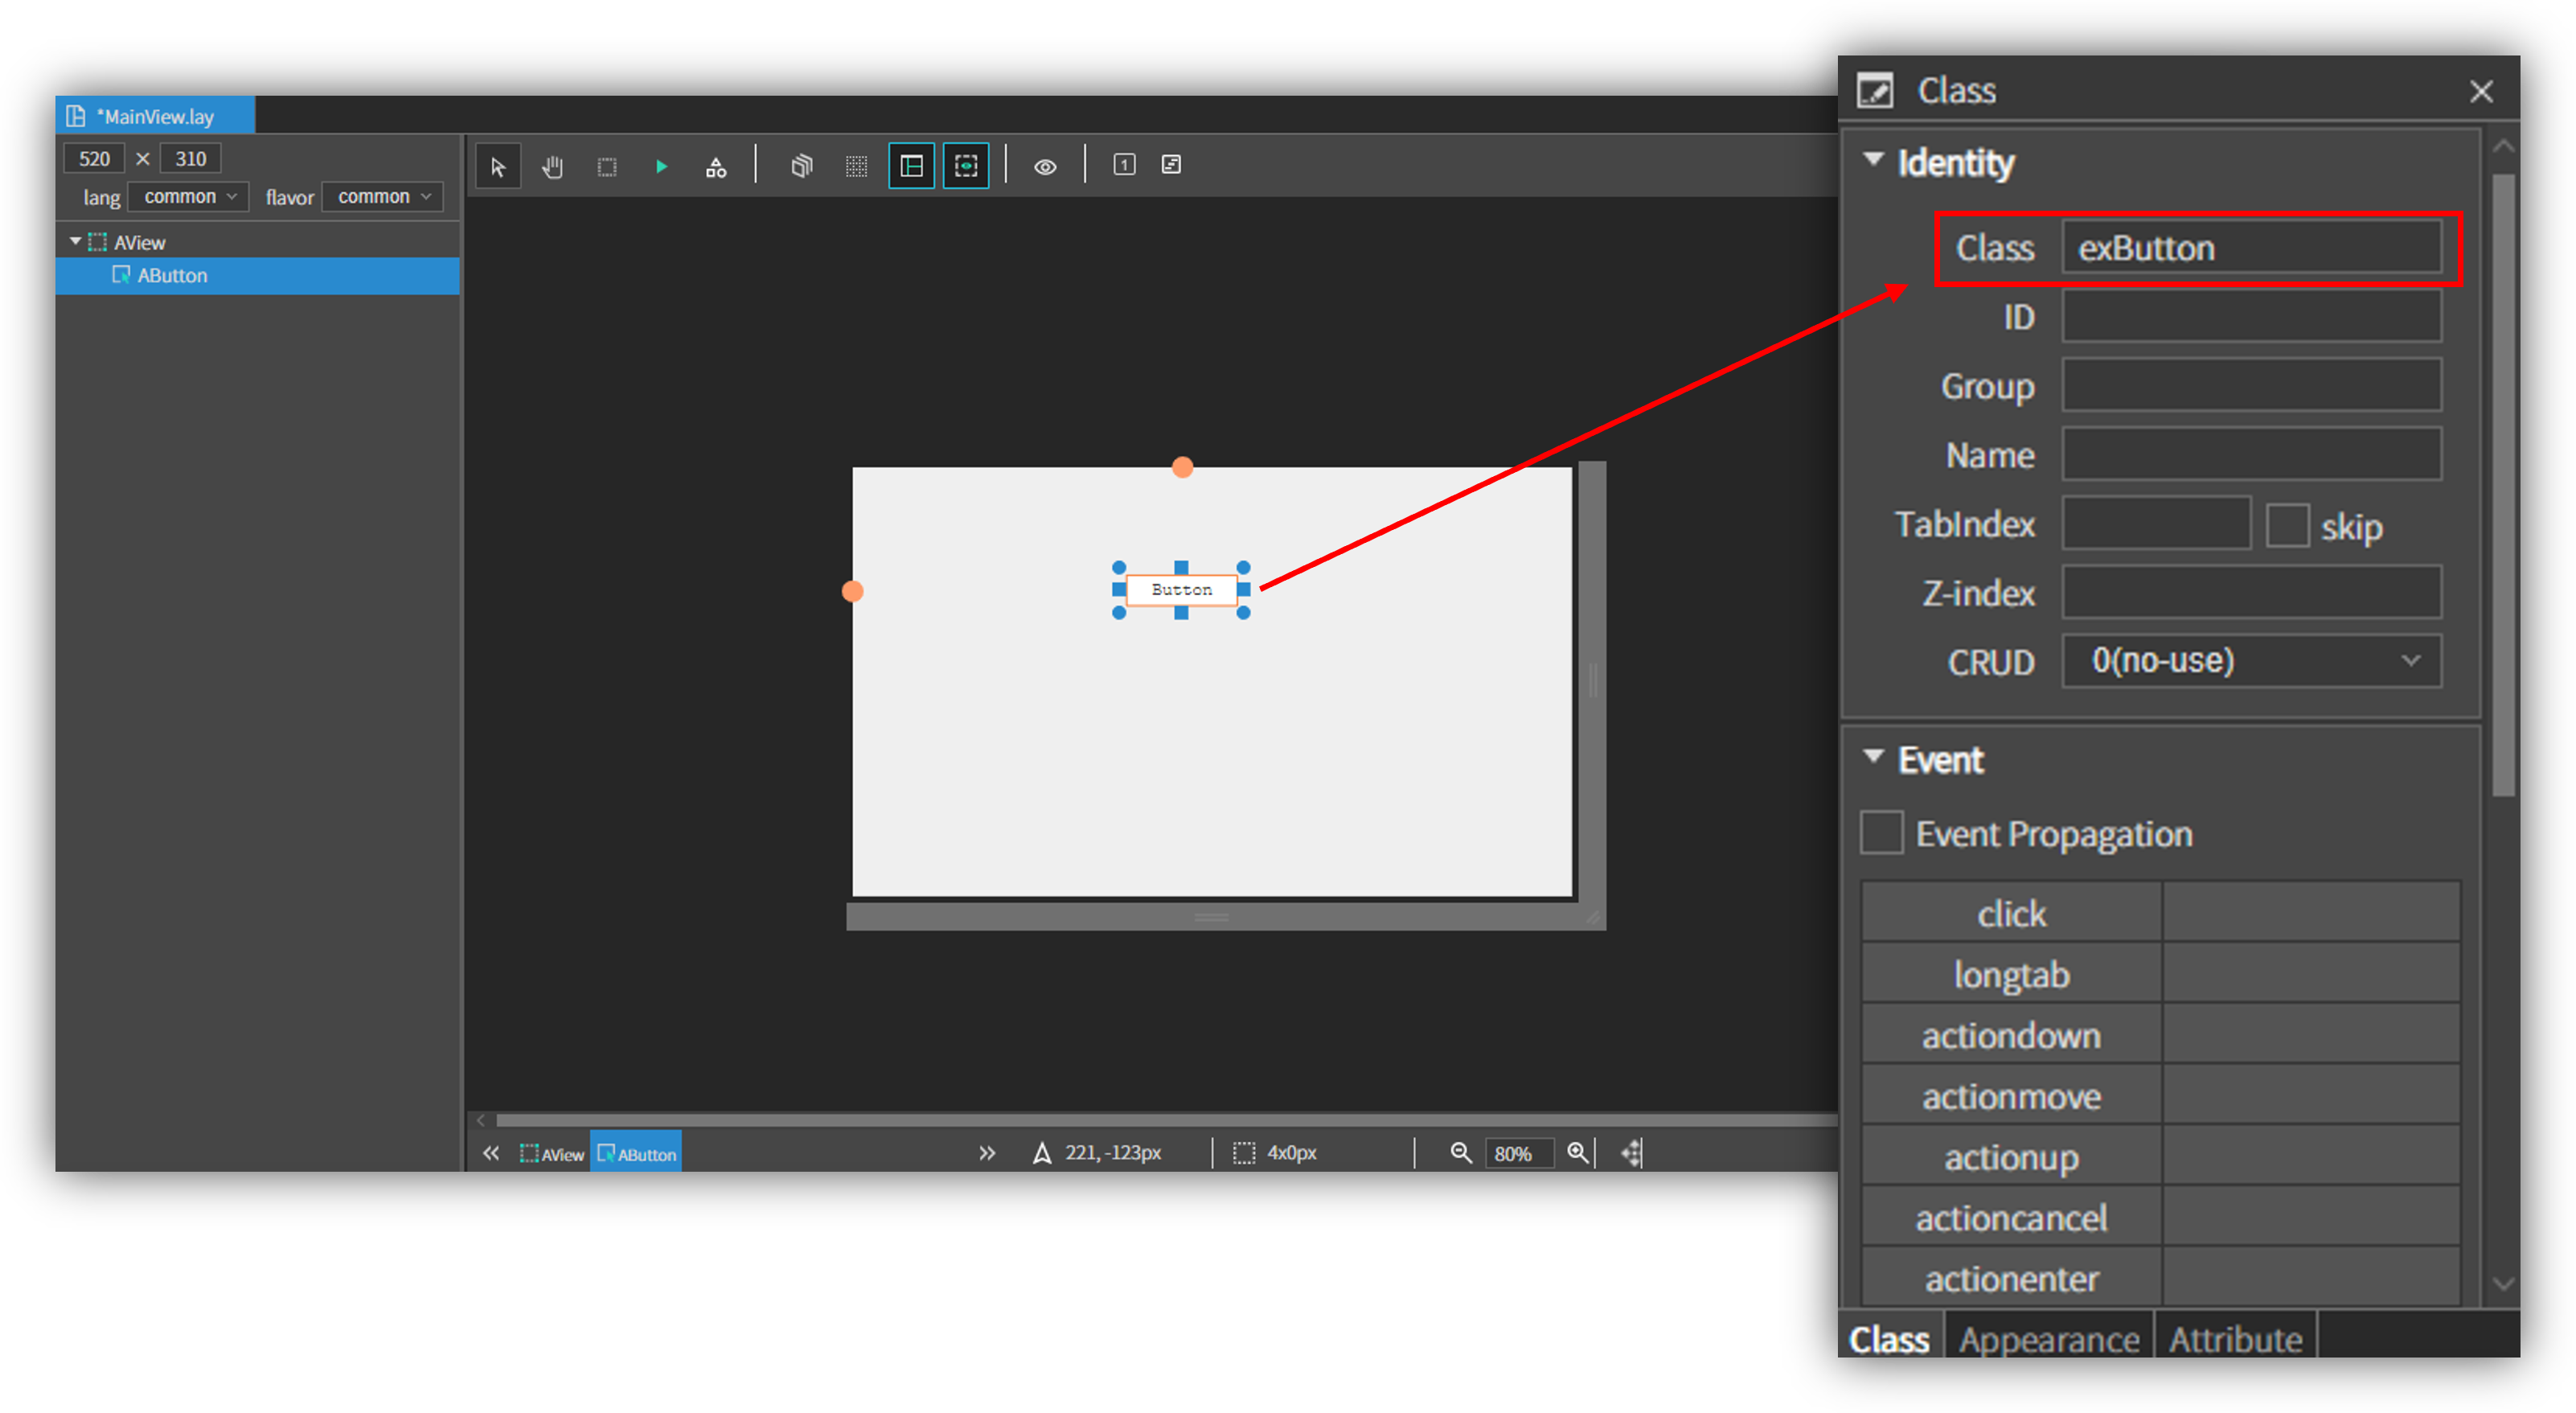 *MainView.lay
520 × 310
lang common flavor common
AView
AButton
1
Button
AView AButton 221, -123px 4x0px 80%
Class
Identity
Class exButton
ID
Group
Name
TabIndex skip
Z-index
CRUD 0(no-use)
Event
Event Propagation
click
longtab
actiondown
actionmove
actionup
actioncancel
actionenter
Class Appearance Attribute